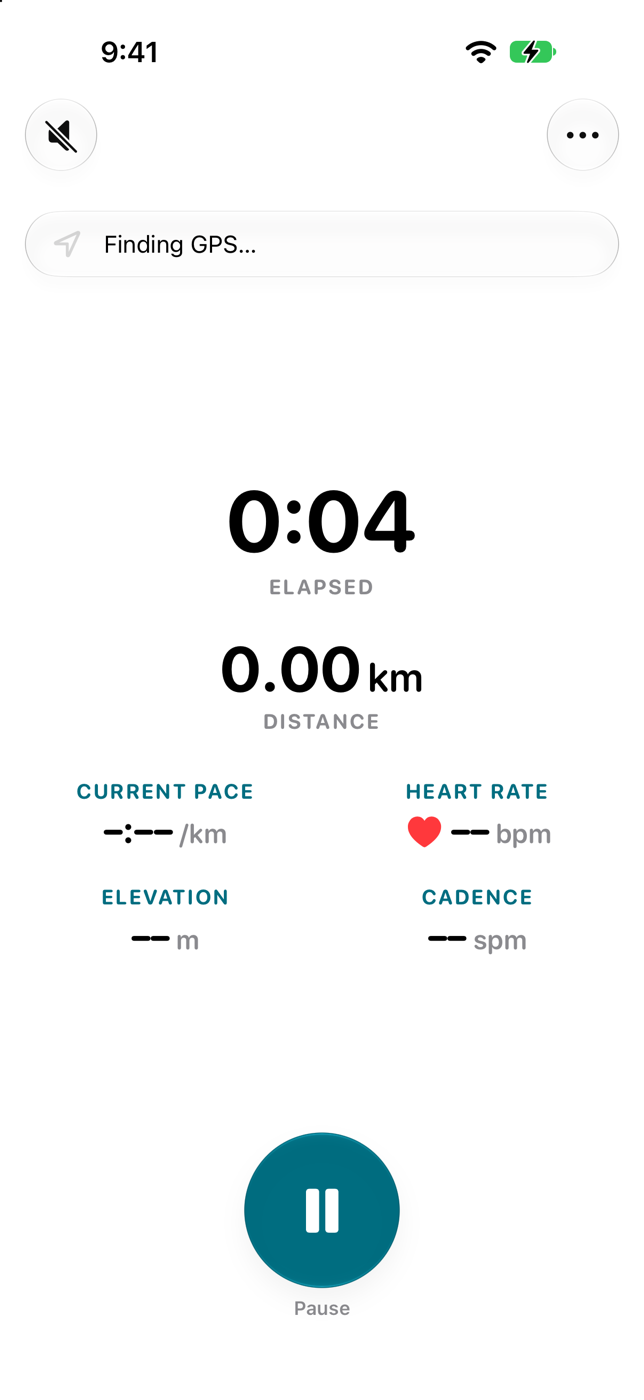 9:41
Finding GPS...
0:04
ELAPSED
0.00 km
DISTANCE
CURRENT PACE
–:–– /km
HEART RATE
–– bpm
ELEVATION
–– m
CADENCE
–– spm
Pause